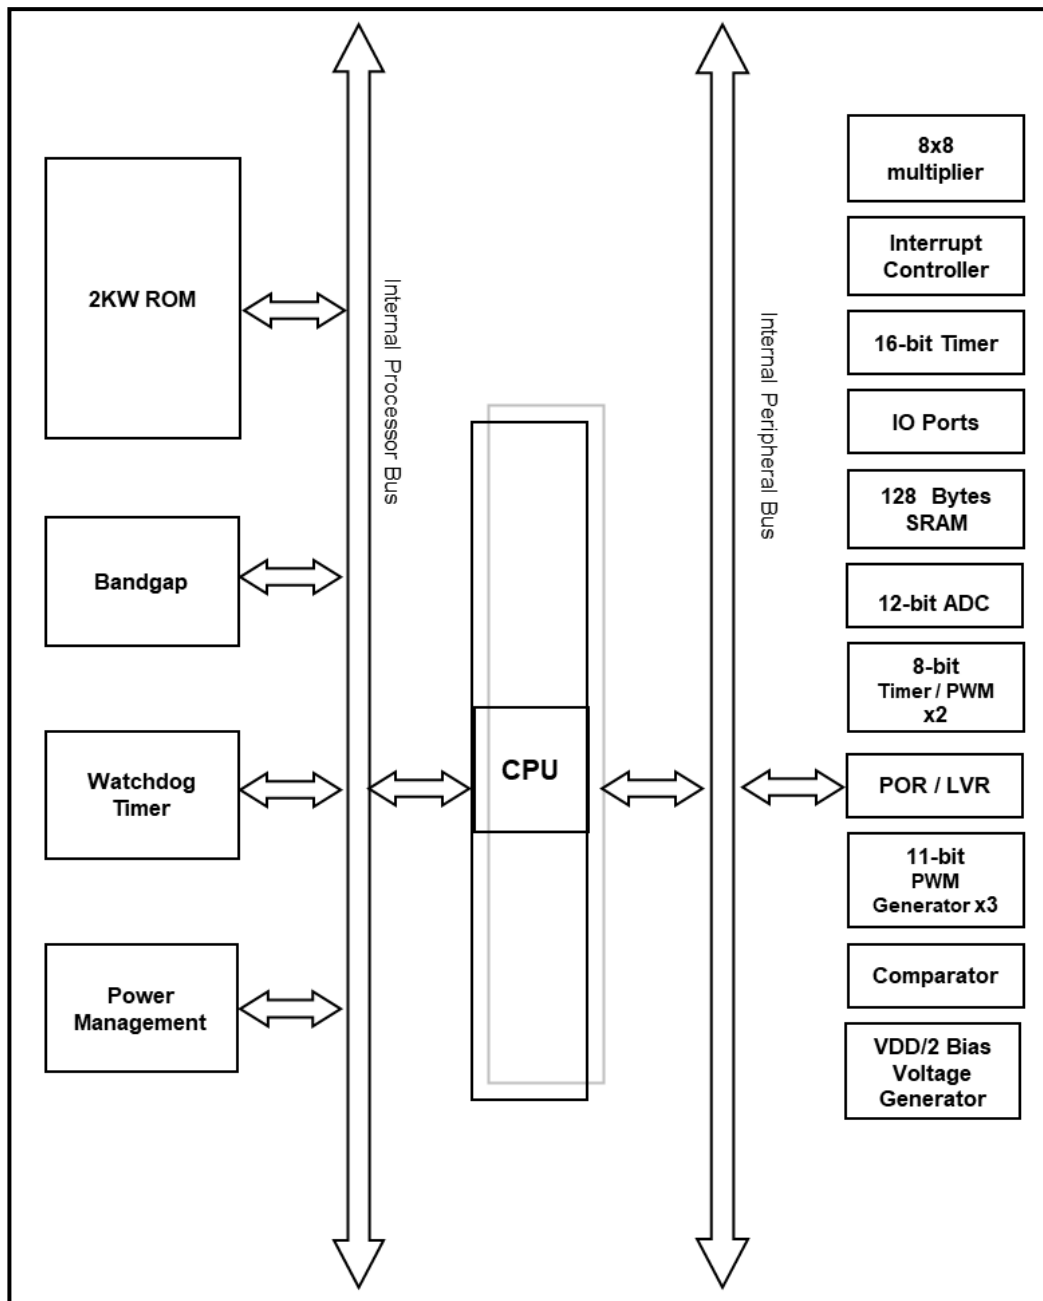 2KW ROM
Bandgap
Watchdog
Timer
Power
Management
Internal Processor Bus
CPU
Internal Peripheral Bus
8x8
multiplier
Interrupt
Controller
16-bit Timer
IO Ports
128 Bytes
SRAM
12-bit ADC
8-bit
Timer / PWM
x2
POR / LVR
11-bit
PWM
Generator x3
Comparator
VDD/2 Bias
Voltage
Generator